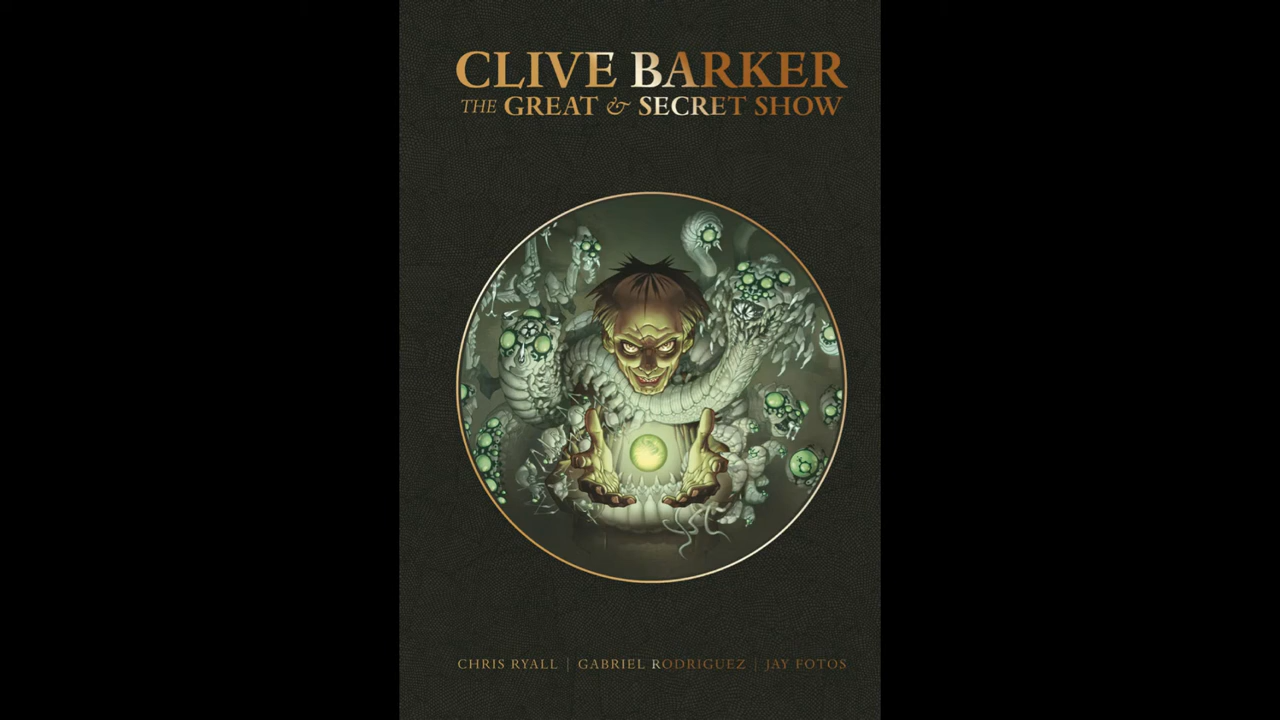 CLIVE BARKER
THE GREAT & SECRET SHOW
CHRIS RYALL | GABRIEL RODRIGUEZ | JAY FOTOS